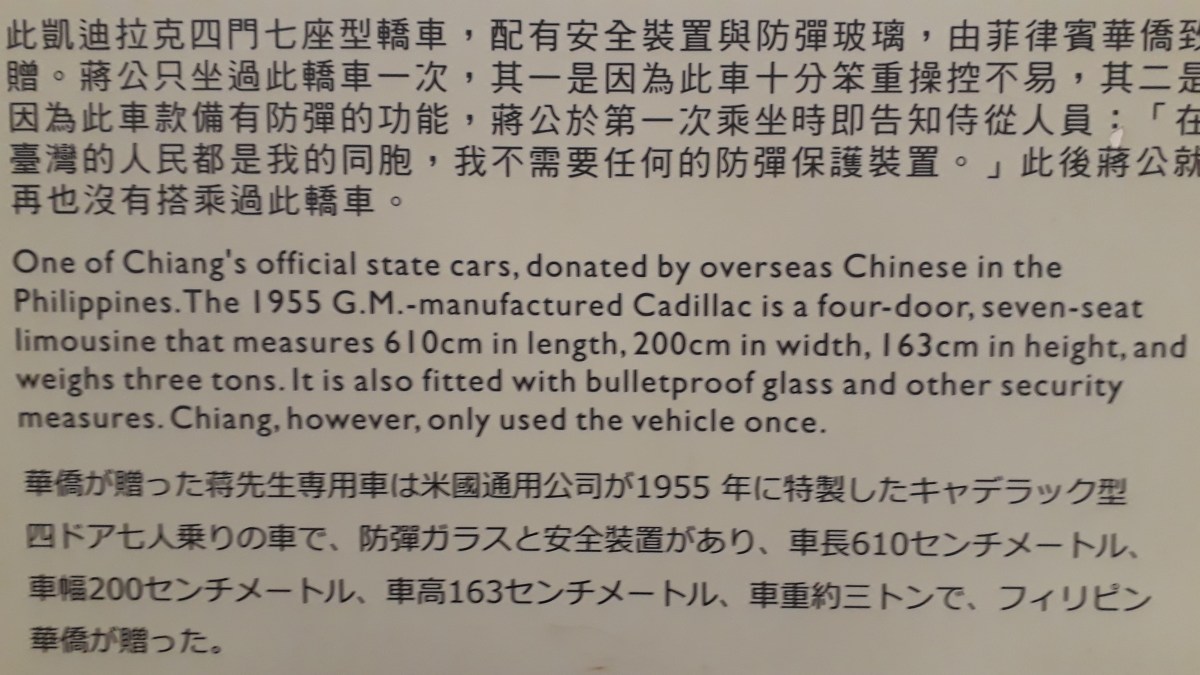 此凱迪拉克四門七座型轎車，配有安全裝置與防彈玻璃，由菲律賓華僑致
贈。蔣公只坐過此轎車一次，其一是因為此車十分笨重操控不易，其二是
因為此車款備有防彈的功能，蔣公於第一次乘坐時即告知侍從人員：「在
臺灣的人民都是我的同胞，我不需要任何的防彈保護裝置。」此後蔣公就
再也沒有搭乘過此轎車。
One of Chiang's official state cars, donated by overseas Chinese in the
Philippines. The 1955 G.M.-manufactured Cadillac is a four-door, seven-seat
limousine that measures 610cm in length, 200cm in width, 163cm in height, and
weighs three tons. It is also fitted with bulletproof glass and other security
measures. Chiang, however, only used the vehicle once.
華僑が贈った蒋先生専用車は米國通用公司が1955 年に特製したキャデラック型
四ドア七人乗りの車で、防彈ガラスと安全裝置があり、車長610センチメートル、
車幅200センチメートル、車高163センチメートル、車重約三トンで、フィリピン
華僑が贈った。